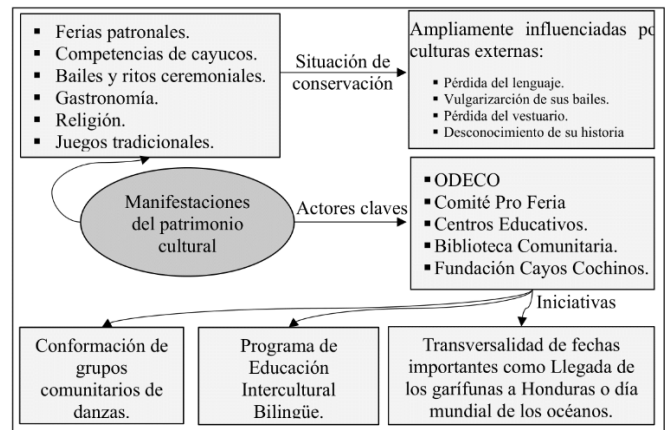 ▪ Ferias patronales.
▪ Competencias de cayucos.
▪ Bailes y ritos ceremoniales.
▪ Gastronomía.
▪ Religión.
▪ Juegos tradicionales.
Situación de
conservación
Ampliamente influenciadas po
culturas externas:
▪ Pérdida del lenguaje.
▪ Vulgarizarción de sus bailes.
▪ Pérdida del vestuario.
▪ Desconocimiento de su historia
Manifestaciones
del patrimonio
cultural
Actores claves
▪ ODECO
▪ Comité Pro Feria
▪ Centros Educativos.
▪ Biblioteca Comunitaria.
▪ Fundación Cayos Cochinos.
Iniciativas
Conformación de
grupos
comunitarios de
danzas.
Programa de
Educación
Intercultural
Bilingüe.
Transversalidad de fechas
importantes como Llegada de
los garífunas a Honduras o día
mundial de los océanos.